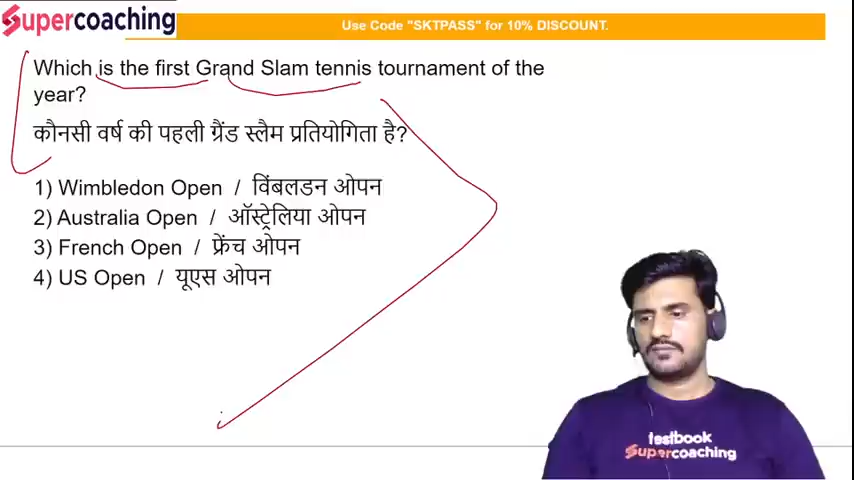 Supercoaching
Use Code "SKTPASS" for 10% DISCOUNT.
Which is the first Grand Slam tennis tournament of the
year?
कौनसी वर्ष की पहली ग्रैंड स्लैम प्रतियोगिता है?
1) Wimbledon Open / विंबलडन ओपन
2) Australia Open / ऑस्ट्रेलिया ओपन
3) French Open / फ्रेंच ओपन
4) US Open / यूएस ओपन
testbook
Supercoaching